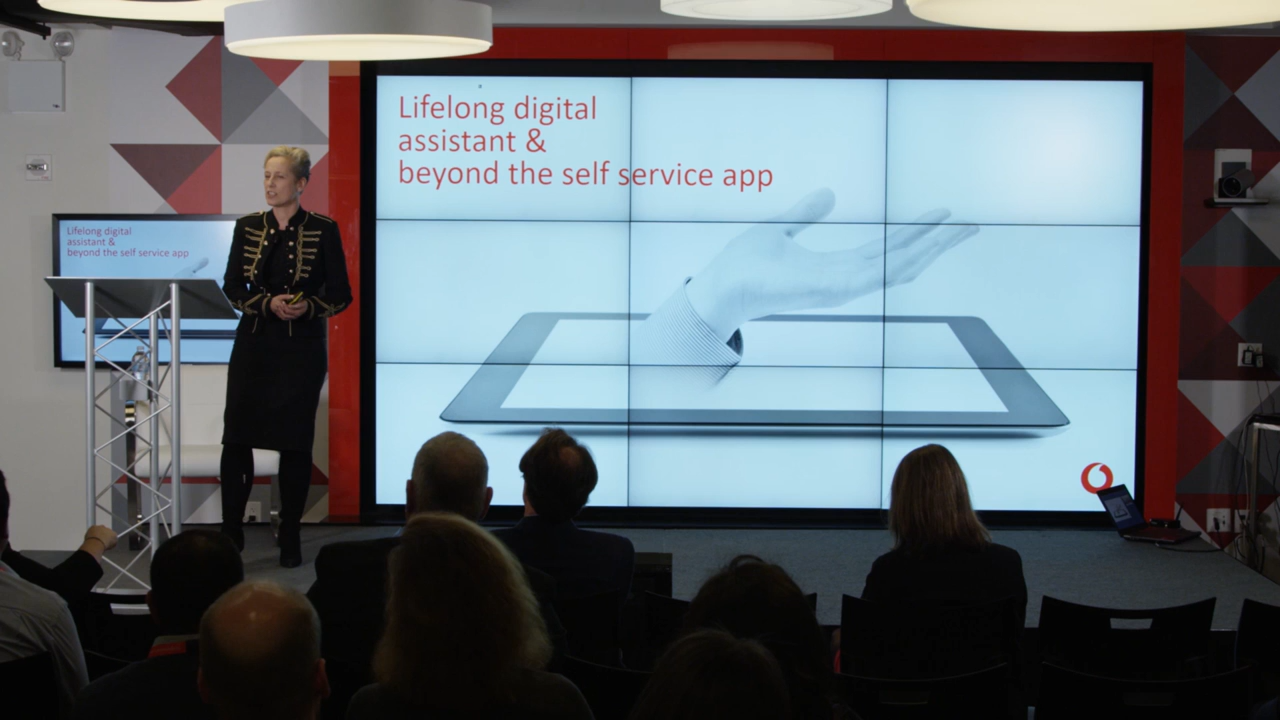 Lifelong digital
assistant &
beyond the self service app
Lifelong digital
assistant &
beyond the self service app